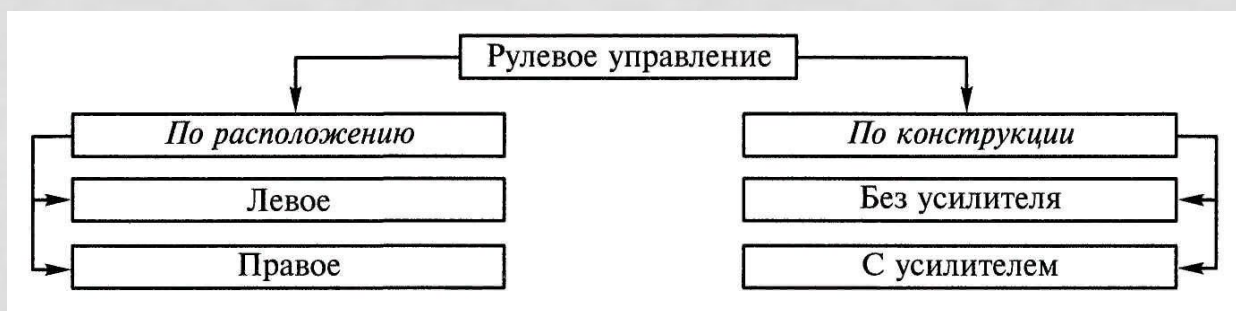 Рулевое управление
По расположению
Левое
Правое
По конструкции
Без усилителя
С усилителем